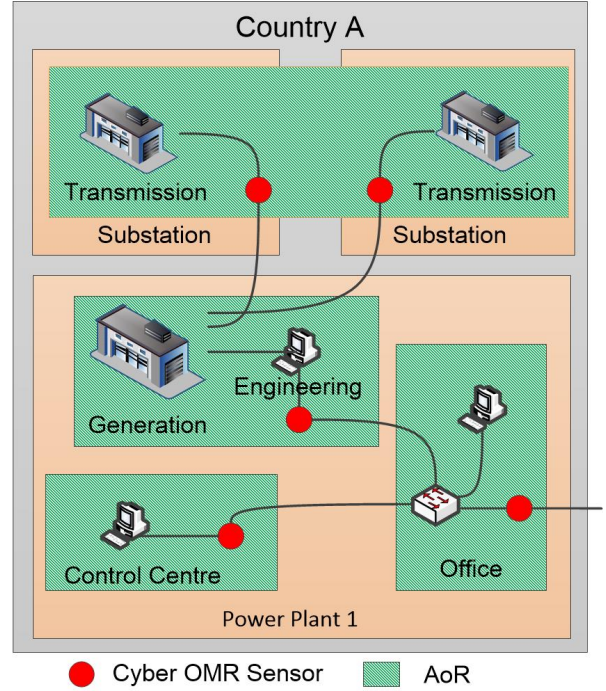 Country A
Transmission
Transmission
Substation
Substation
Engineering
Generation
Control Centre
Office
Power Plant 1
Cyber OMR Sensor
AoR